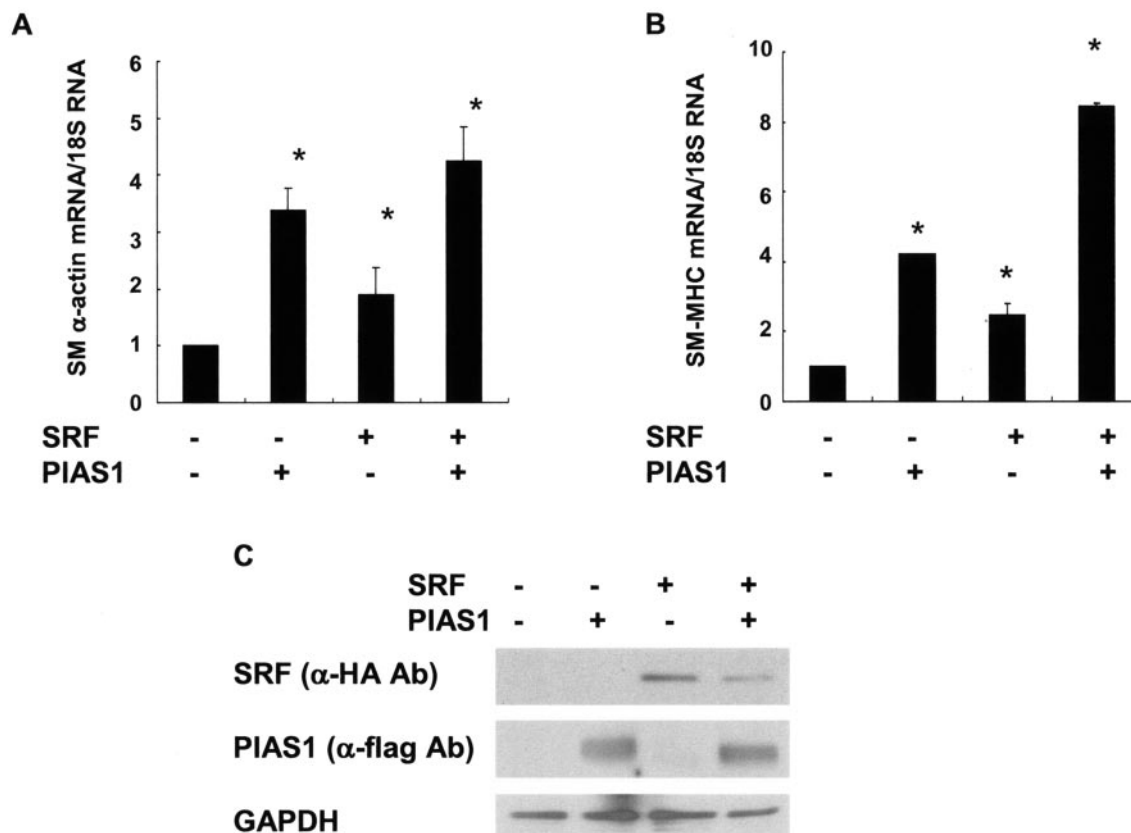 A
SM α-actin mRNA/18S RNA
6
5
4
3
2
1
0
* * *
SRF - - + +
PIAS1 - + - +
B
SM-MHC mRNA/18S RNA
10
8
6
4
2
0
* * *
SRF - - + +
PIAS1 - + - +
C
SRF - - + +
PIAS1 - + - +
SRF (α-HA Ab)
PIAS1 (α-flag Ab)
GAPDH